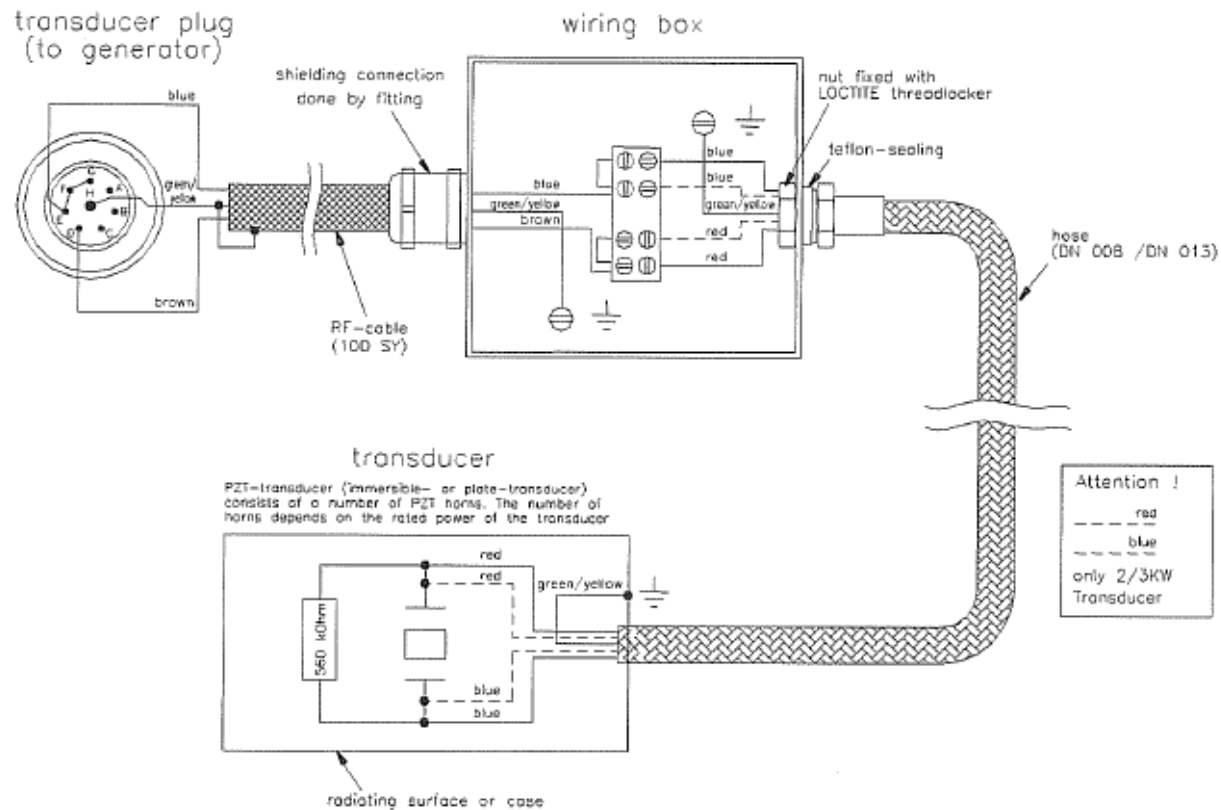 transducer plug
(to generator)
wiring box
shielding connection
done by fitting
nut fixed with
LOCTITE threadlocker
teflon-sealing
blue
green/
yellow
brown
G
F
A
H
E
B
D
C
RF-cable
(100 SY)
blue
green/yellow
brown
blue
blue
green/yellow
red
red
hose
(DN 008 /DN 013)
transducer
PZT-transducer (immersible- or plate-transducer)
consists of a number of PZT horns. The number of
horns depends on the rated power of the transducer
red
red
green/yellow
560 kOhm
blue
blue
radiating surface or case
Attention !
red
blue
only 2/3KW
Transducer